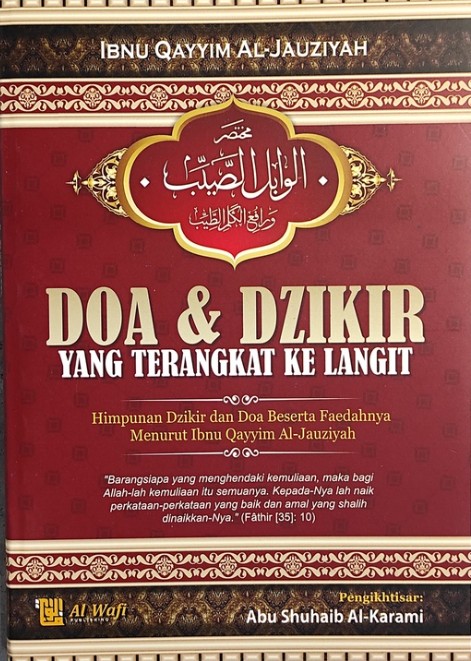 IBNU QAYYIM AL-JAUZIYAH
مختصر
الوابل الصيب
ورافع الكلم الطيب
DOA & DZIKIR
YANG TERANGKAT KE LANGIT
Himpunan Dzikir dan Doa Beserta Faedahnya
Menurut Ibnu Qayyim Al-Jauziyah
"Barangsiapa yang menghendaki kemuliaan, maka bagi
Allah-lah kemuliaan itu semuanya. Kepada-Nya lah naik
perkataan-perkataan yang baik dan amal yang shalih
dinaikkan-Nya." (Fâthir [35]: 10)
Al Wafi
PUBLISHING
Pengikhtisar:
Abu Shuhaib Al-Karami